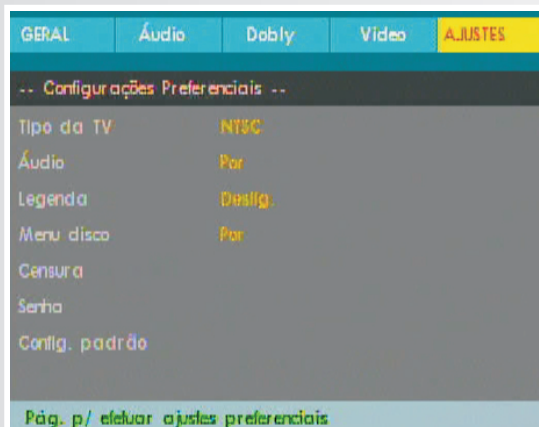 GERAL Áudio Dobly Vídeo AJUSTES
-- Configurações Preferenciais --
Tipo da TV NTSC
Áudio Por
Legenda Deslig.
Menu disco Por
Censura
Senha
Config. padrão
Pág. p/ efetuar ajustes preferenciais